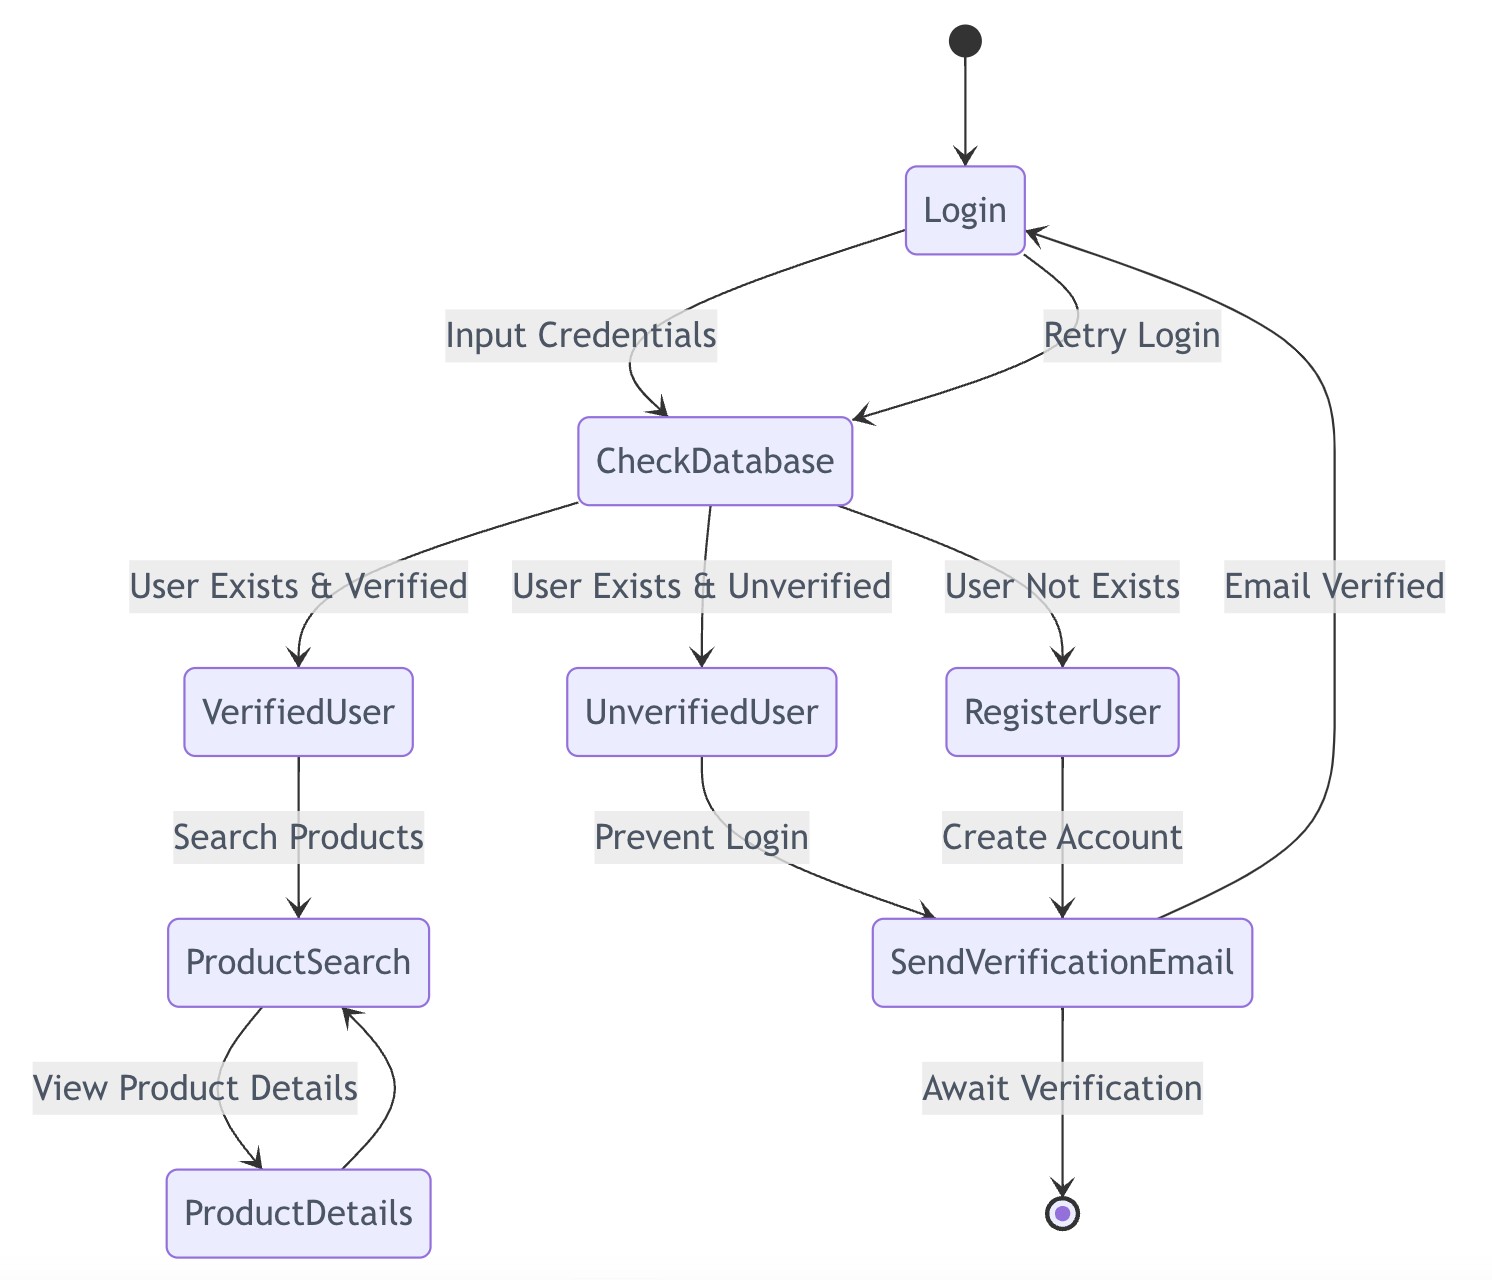 Login
Input Credentials
Retry Login
CheckDatabase
User Exists & Verified
User Exists & Unverified
User Not Exists
Email Verified
VerifiedUser
UnverifiedUser
RegisterUser
Search Products
Prevent Login
Create Account
ProductSearch
SendVerificationEmail
View Product Details
Await Verification
ProductDetails